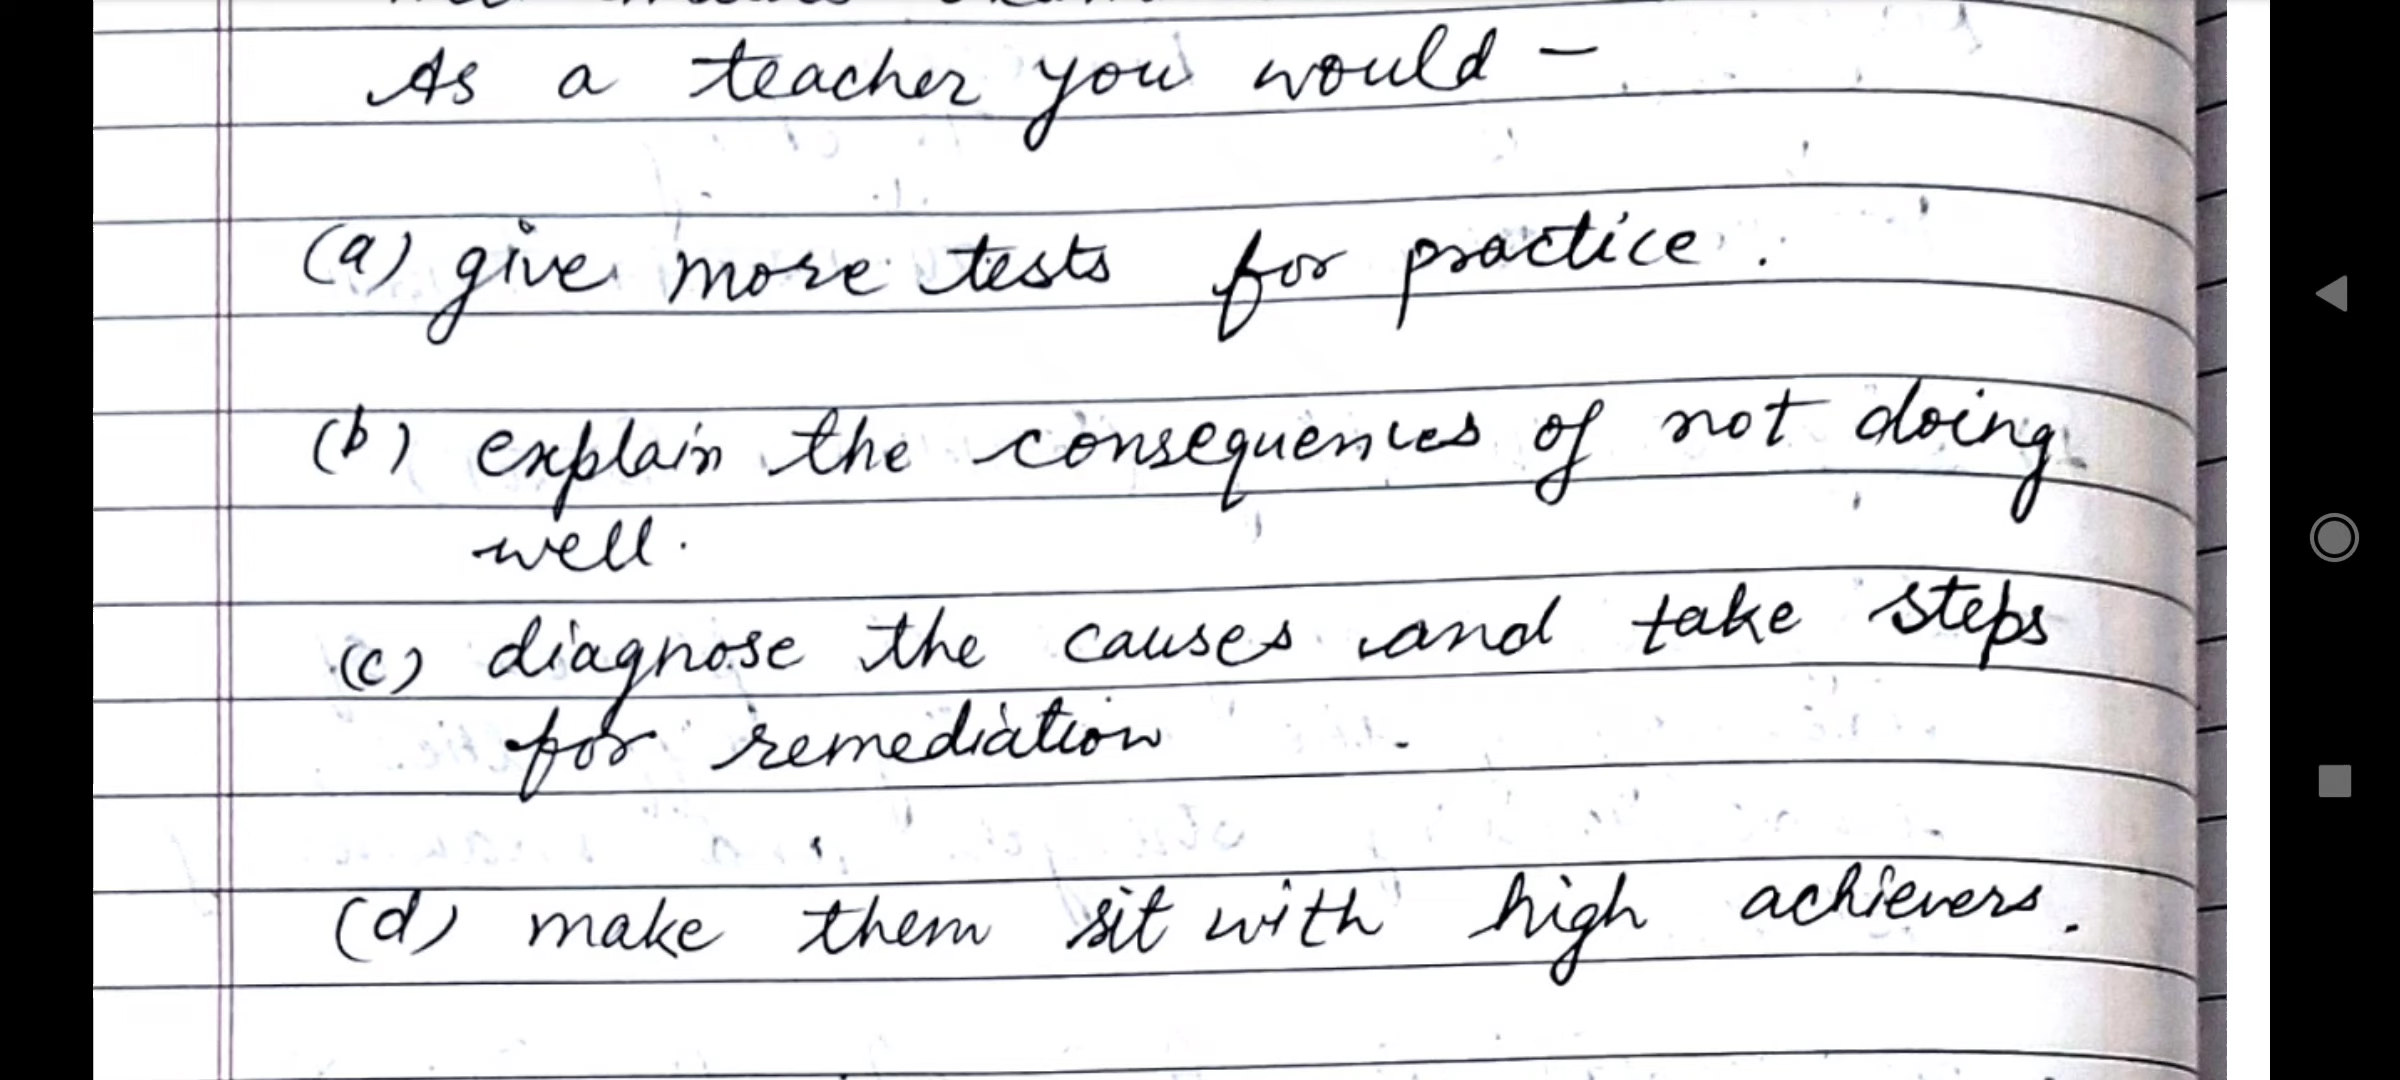 As a teacher you would –
(a) give more tests for practice.
(b) explain the consequences of not doing
well.
(c) diagnose the causes and take steps
for remediation.
(d) make them sit with high achievers.